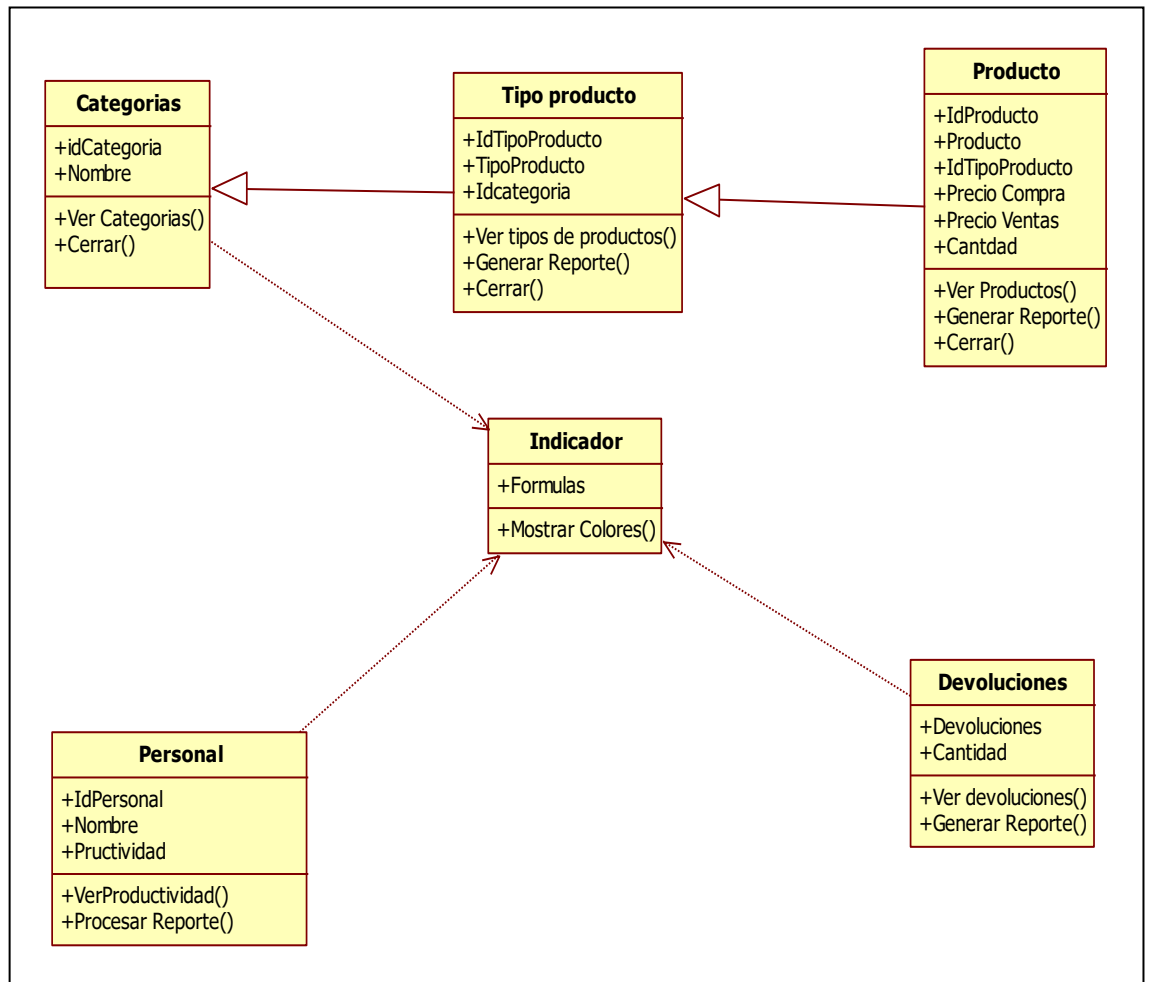 Categorias
+idCategoria
+Nombre
+Ver Categorias()
+Cerrar()
Tipo producto
+IdTipoProducto
+TipoProducto
+Idcategoria
+Ver tipos de productos()
+Generar Reporte()
+Cerrar()
Producto
+IdProducto
+Producto
+IdTipoProducto
+Precio Compra
+Precio Ventas
+Cantdad
+Ver Productos()
+Generar Reporte()
+Cerrar()
Indicador
+Formulas
+Mostrar Colores()
Personal
+IdPersonal
+Nombre
+Pructividad
+VerProductividad()
+Procesar Reporte()
Devoluciones
+Devoluciones
+Cantidad
+Ver devoluciones()
+Generar Reporte()